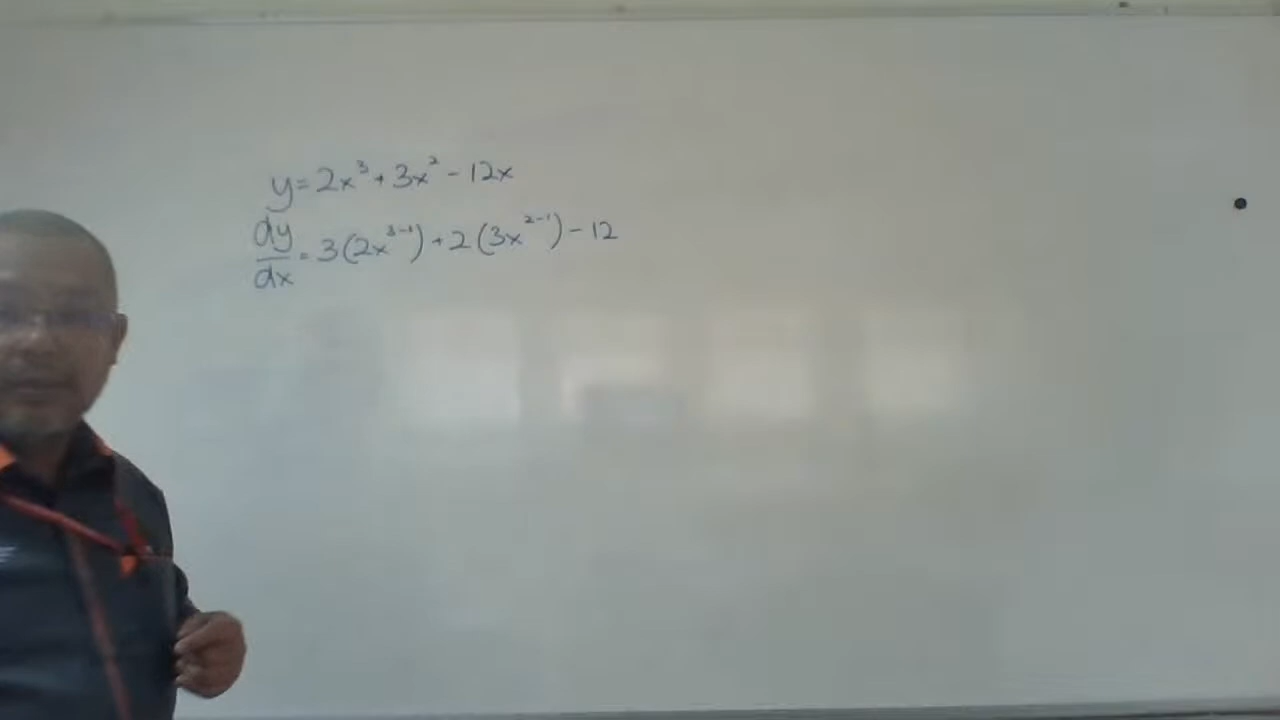 y = 2x³ + 3x² - 12x
dy/dx = 3(2x³⁻¹) + 2(3x²⁻¹) - 12